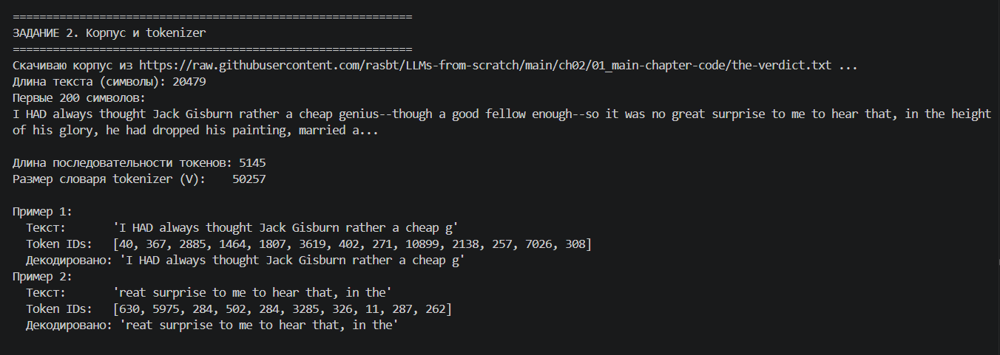 ============================================================
ЗАДАНИЕ 2. Корпус и tokenizer
============================================================
Скачиваю корпус из https://raw.githubusercontent.com/rasbt/LLMs-from-scratch/main/ch02/01_main-chapter-code/the-verdict.txt ...
Длина текста (символы): 20479
Первые 200 символов:
I HAD always thought Jack Gisburn rather a cheap genius--though a good fellow enough--so it was no great surprise to me to hear that, in the height
of his glory, he had dropped his painting, married a...

Длина последовательности токенов: 5145
Размер словаря tokenizer (V):    50257

Пример 1:
  Текст:       'I HAD always thought Jack Gisburn rather a cheap g'
  Token IDs:   [40, 367, 2885, 1464, 1807, 3619, 402, 271, 10899, 2138, 257, 7026, 308]
  Декодировано: 'I HAD always thought Jack Gisburn rather a cheap g'
Пример 2:
  Текст:       'reat surprise to me to hear that, in the'
  Token IDs:   [630, 5975, 284, 502, 284, 3285, 326, 11, 287, 262]
  Декодировано: 'reat surprise to me to hear that, in the'